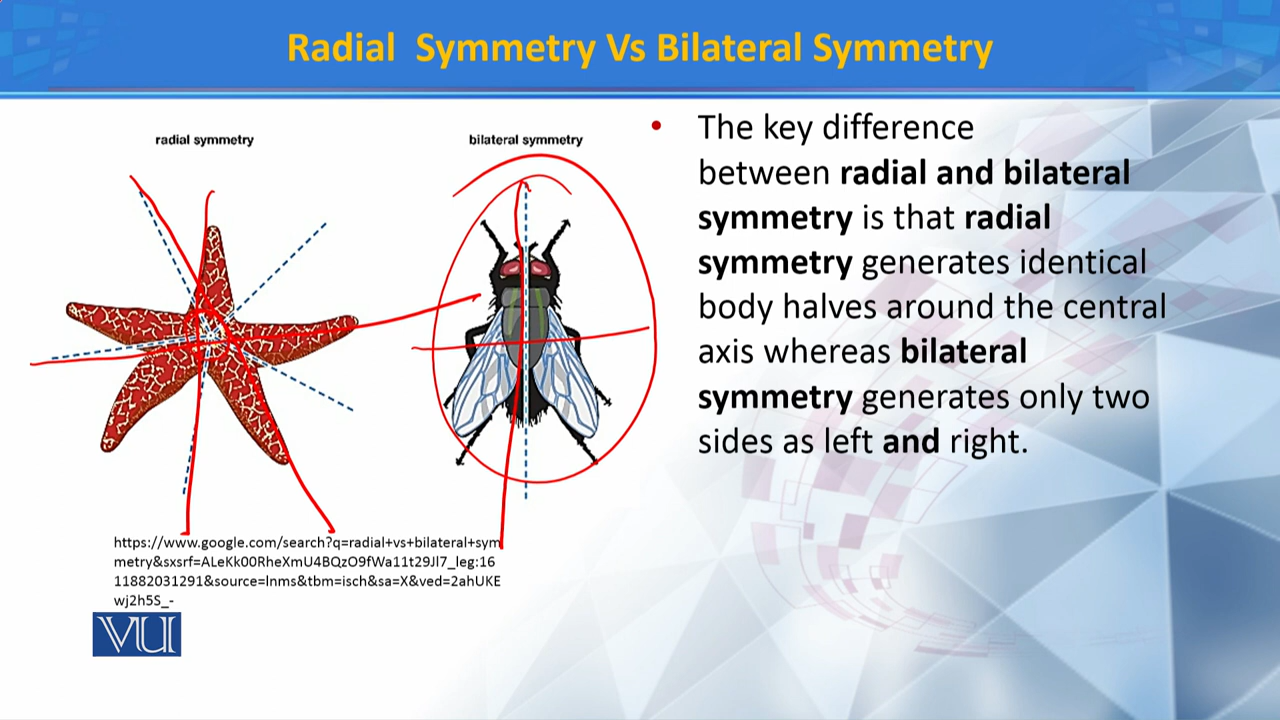 Radial Symmetry Vs Bilateral Symmetry
radial symmetry
bilateral symmetry
• The key difference
between radial and bilateral
symmetry is that radial
symmetry generates identical
body halves around the central
axis whereas bilateral
symmetry generates only two
sides as left and right.
https://www.google.com/search?q=radial+vs+bilateral+sym
metry&sxsrf=ALeKk00RheXmU4BQzO9fWa11t29Jl7_leg:16
11882031291&source=lnms&tbm=isch&sa=X&ved=2ahUKE
wj2h5S_-
VU